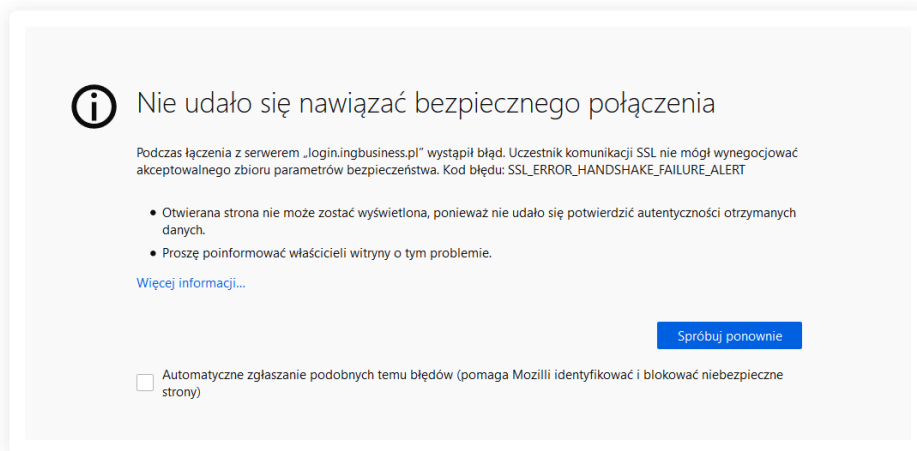 Nie udało się nawiązać bezpiecznego połączenia
Podczas łączenia z serwerem „login.ingbusiness.pl” wystąpił błąd. Uczestnik komunikacji SSL nie mógł wynegocjować
akceptowalnego zbioru parametrów bezpieczeństwa. Kod błędu: SSL_ERROR_HANDSHAKE_FAILURE_ALERT
• Otwierana strona nie może zostać wyświetlona, ponieważ nie udało się potwierdzić autentyczności otrzymanych
danych.
• Proszę poinformować właścicieli witryny o tym problemie.
Więcej informacji...
Spróbuj ponownie
Automatyczne zgłaszanie podobnych temu błędów (pomaga Mozilli identyfikować i blokować niebezpieczne
strony)